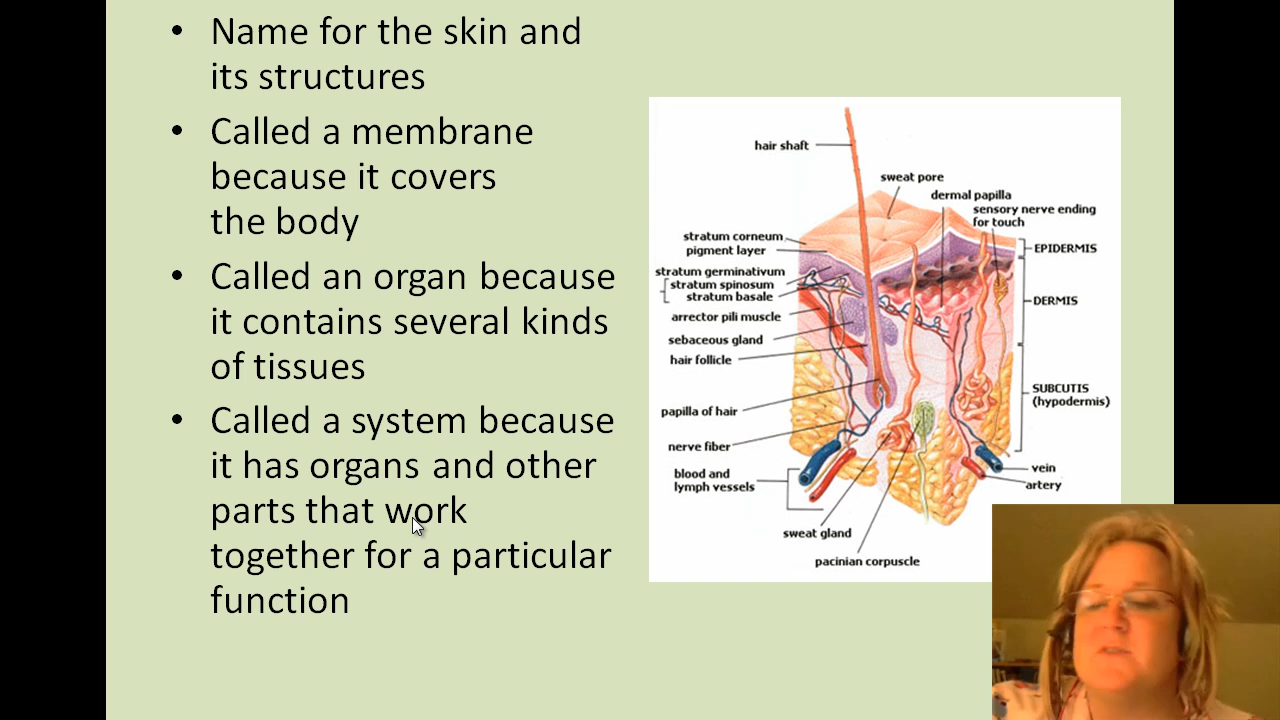 • Name for the skin and
its structures
• Called a membrane
because it covers
the body
• Called an organ because
it contains several kinds
of tissues
• Called a system because
it has organs and other
parts that work
together for a particular
function
hair shaft
sweat pore
dermal papilla
sensory nerve ending
for touch
stratum corneum
pigment layer
stratum germinativum
stratum spinosum
stratum basale
arrector pili muscle
sebaceous gland
hair follicle
papilla of hair
nerve fiber
blood and
lymph vessels
sweat gland
pacinian corpuscle
EPIDERMIS
DERMIS
SUBCUTIS
(hypodermis)
vein
artery